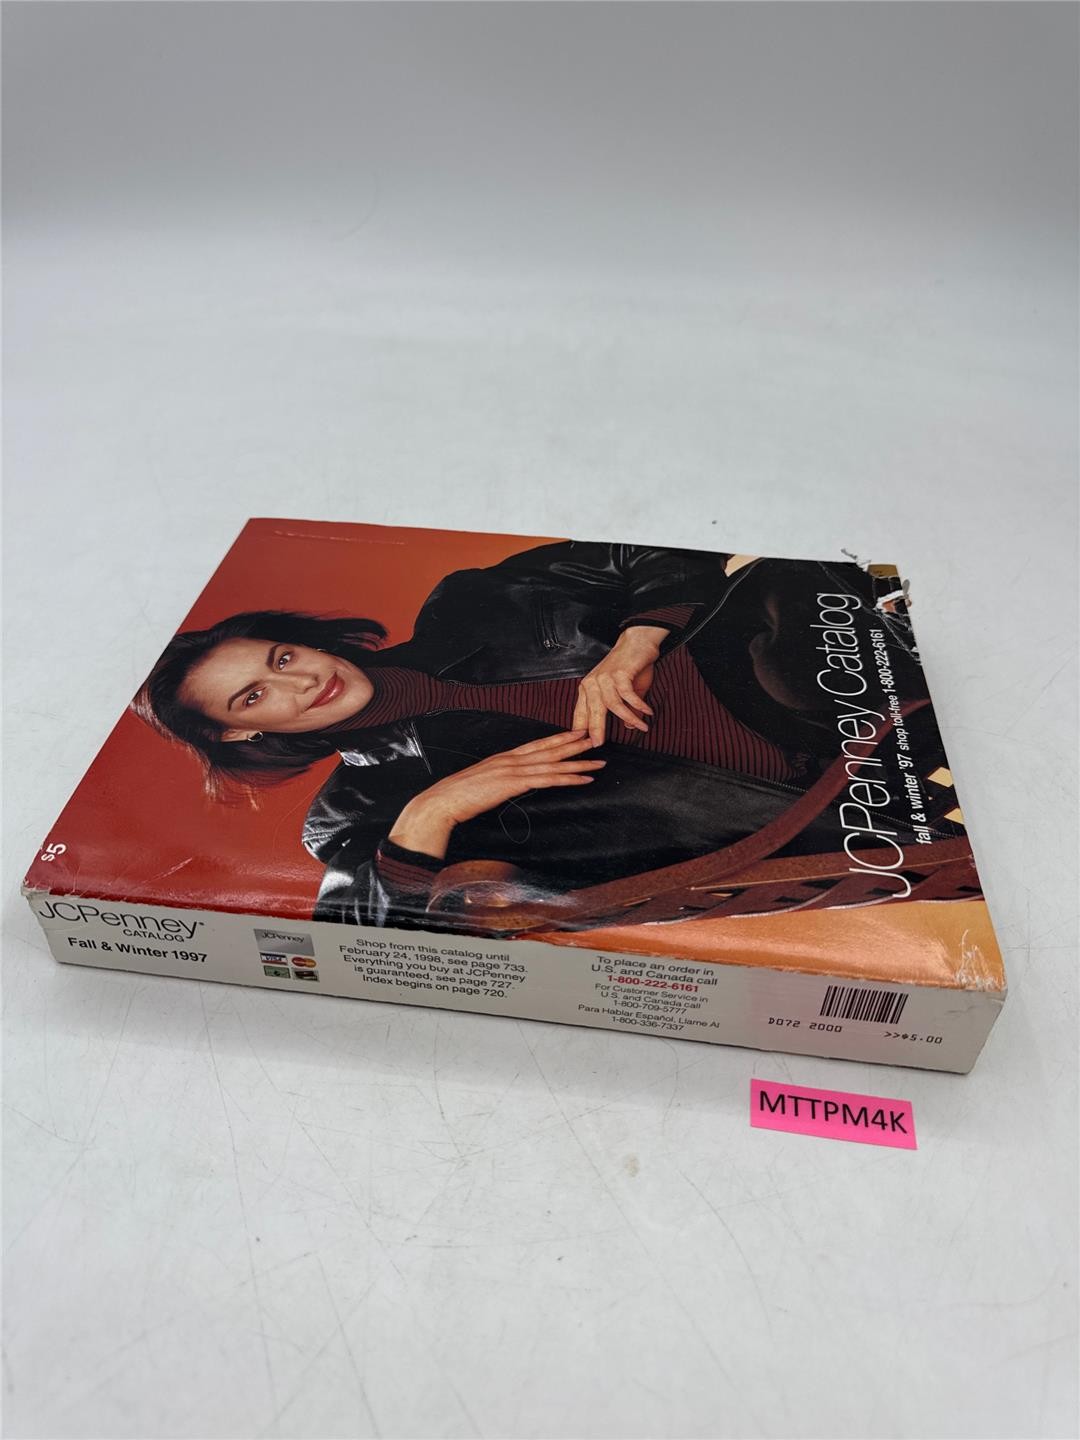 JCPenney Catalog
fall & winter '97 shop toll-free 1-800-222-6161
$5
JCPenney
CATALOG
Fall & Winter 1997
JCPenney
VISA
Shop from this catalog until
February 24, 1998, see page 733.
Everything you buy at JCPenney
is guaranteed, see page 727.
Index begins on page 720.
To place an order in
U.S. and Canada call
1-800-222-6161
For Customer Service in
U.S. and Canada call
1-800-709-5777
Para Hablar Español, Llame Al
1-800-336-7337
D072 2000
>>$5.00
MTTPM4K